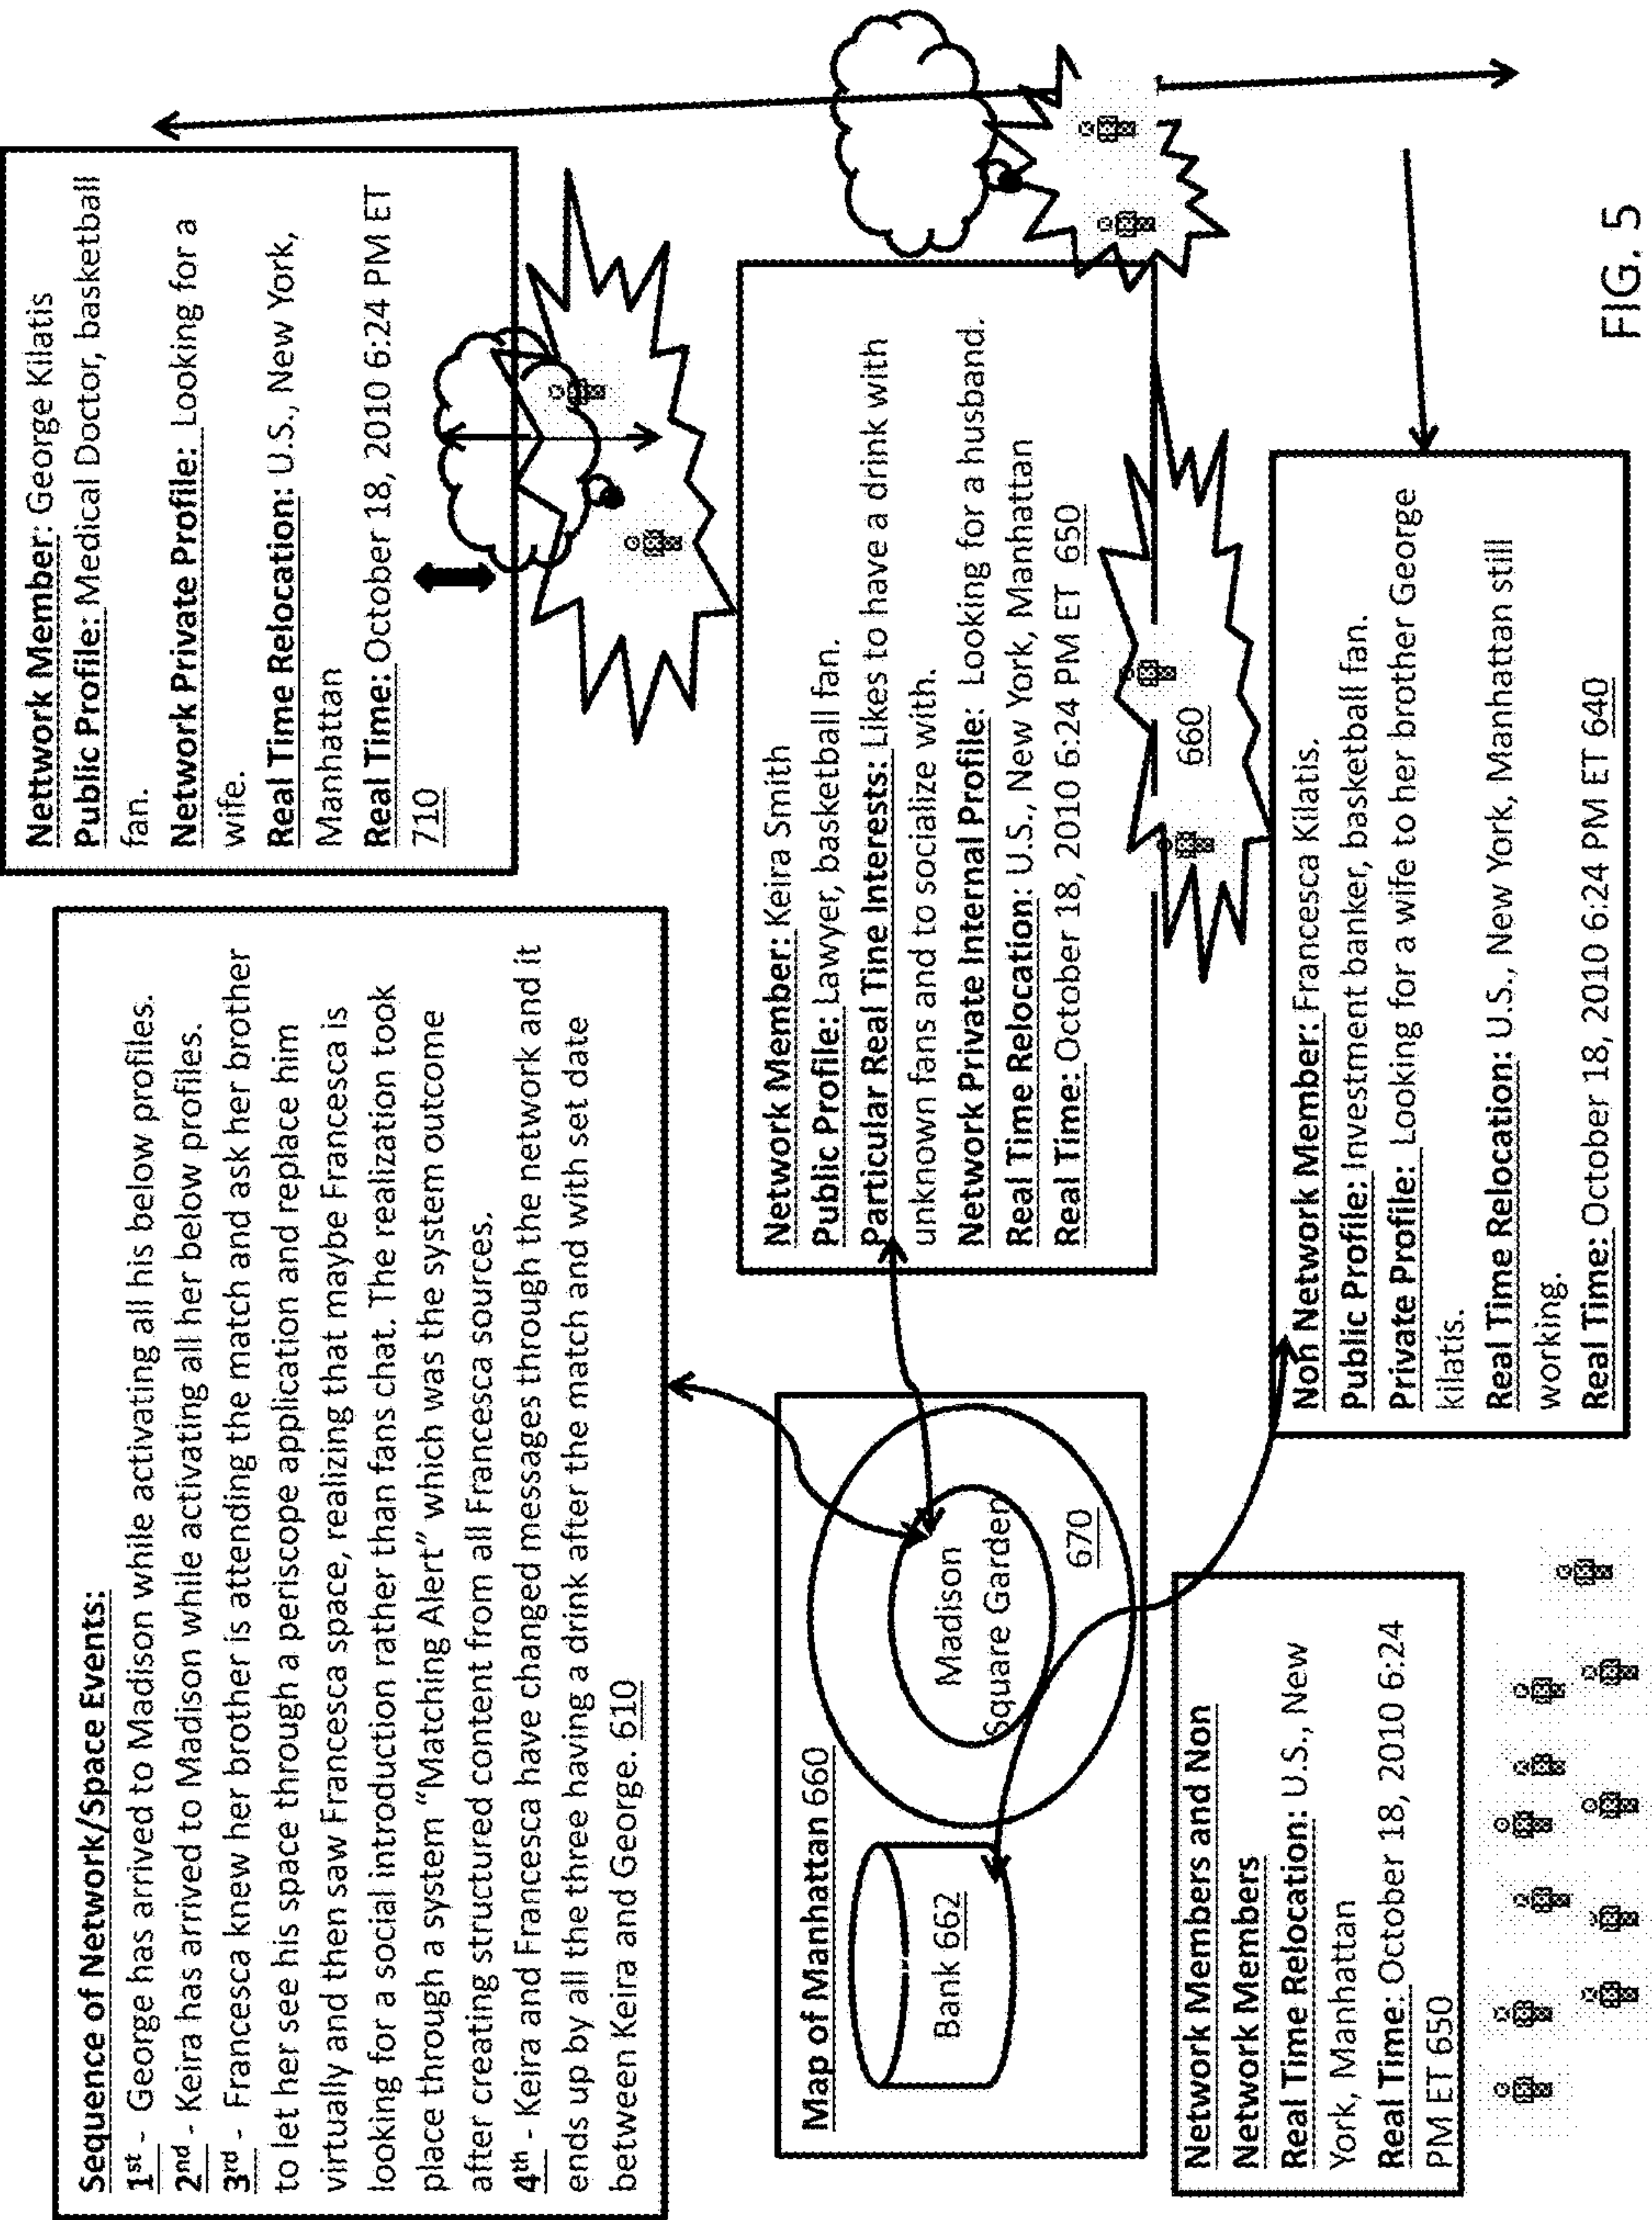 Sequence of Network/Space Events:
1st - George has arrived to Madison while activating all his below profiles.
2nd - Keira has arrived to Madison while activating all her below profiles.
3rd - Francesca knew her brother is attending the match and ask her brother
to let her see his space through a periscope application and replace him
virtually and then saw Francesca space, realizing that maybe Francesca is
looking for a social introduction rather than fans chat. The realization took
place through a system “Matching Alert” which was the system outcome
after creating structured content from all Francesca sources.
4th - Keira and Francesca have changed messages through the network and it
ends up by all the three having a drink after the match and with set date
between Keira and George. 610
Network Member: George Kilatis
Public Profile: Medical Doctor, basketball
fan.
Network Private Profile: Looking for a
wife.
Real Time Relocation: U.S., New York,
Manhattan
Real Time: October 18, 2010 6:24 PM ET
710
Map of Manhattan 660
Bank 662
Madison
Square Garden
670
Network Member: Keira Smith
Public Profile: Lawyer, basketball fan.
Particular Real Tine Interests: Likes to have a drink with
unknown fans and to socialize with.
Network Private Internal Profile: Looking for a husband.
Real Time Relocation: U.S., New York, Manhattan
Real Time: October 18, 2010 6:24 PM ET 650
660
Network Members and Non
Network Members
Real Time Relocation: U.S., New
York, Manhattan
Real Time: October 18, 2010 6:24
PM ET 650
Non Network Member: Francesca Kilatis.
Public Profile: Investment banker, basketball fan.
Private Profile: Looking for a wife to her brother George
kilatis.
Real Time Relocation: U.S., New York, Manhattan still
working.
Real Time: October 18, 2010 6:24 PM ET 640
FIG. 5